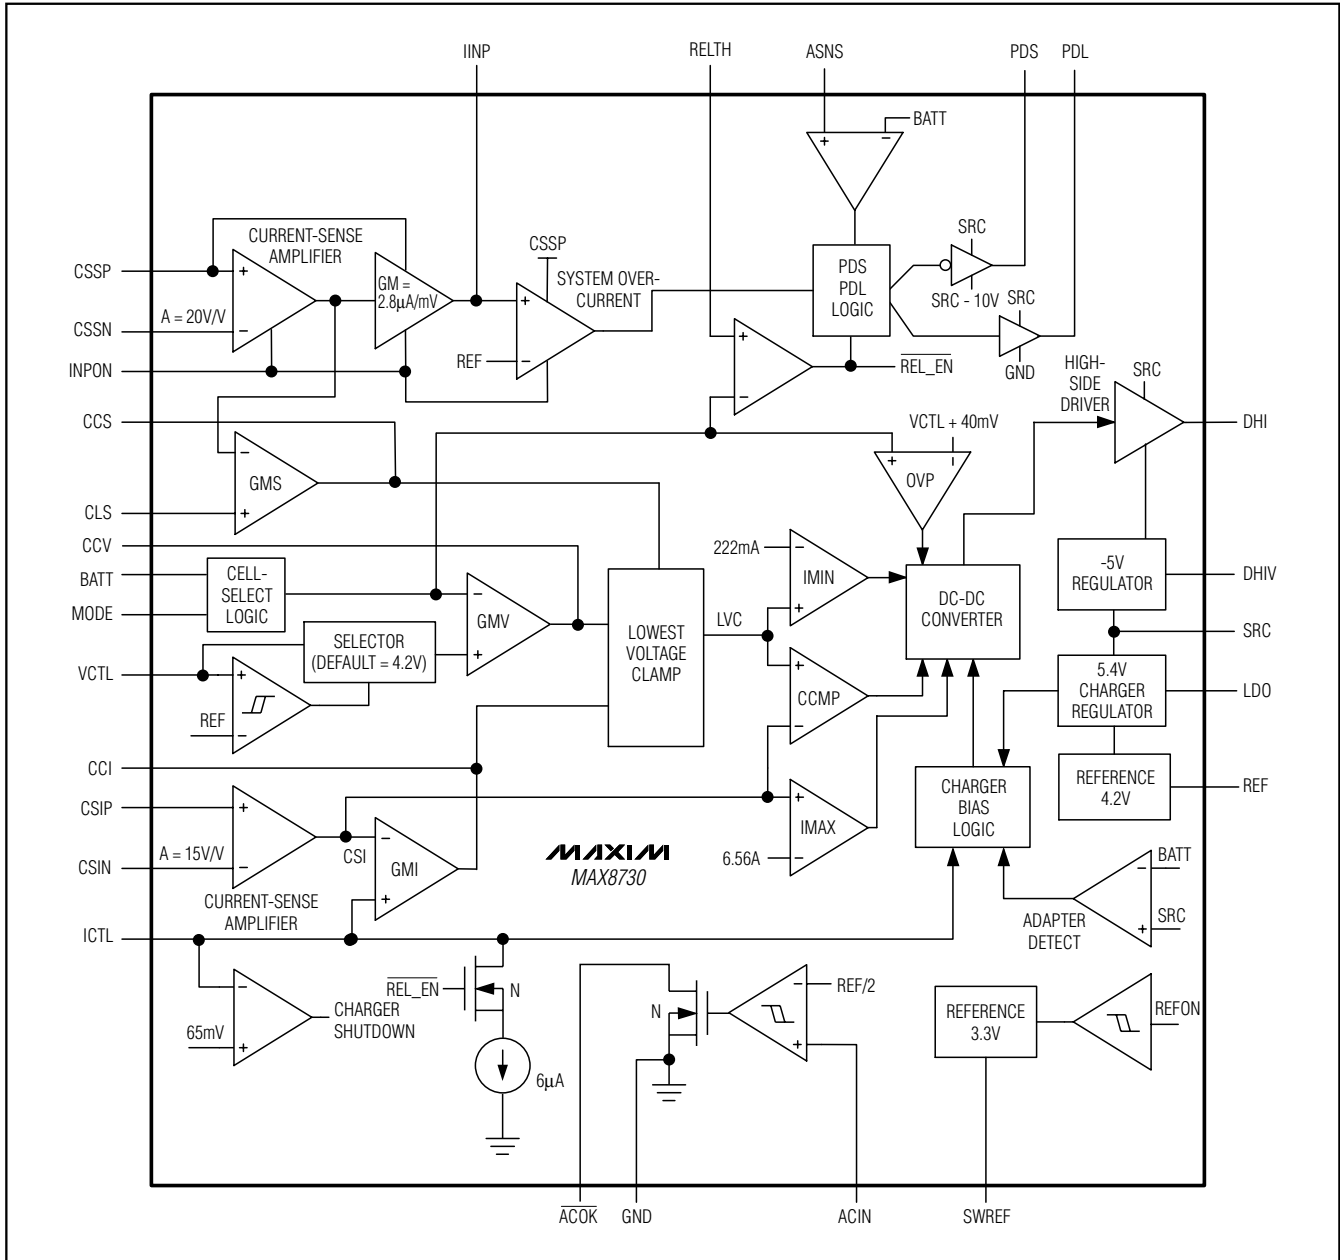 IINP
RELTH
ASNS
PDS
PDL
BATT
+
−
CURRENT-SENSE
AMPLIFIER
CSSP
SRC
CSSP
+
GM =
2.8µA/mV
+
SYSTEM OVER-
CURRENT
PDS
PDL
LOGIC
SRC - 10V
SRC
CSSN
A = 20V/V
−
REF
−
RELTH
+
−
REL_EN
GND
INPON
HIGH-
SIDE
DRIVER
SRC
CCS
VCTL + 40mV
DHI
−
GMS
+
−
OVP
CLS
+
CCV
222mA
−
IMIN
+
-5V
REGULATOR
DHIV
BATT
CELL-
SELECT
LOGIC
MODE
−
GMV
+
LOWEST
VOLTAGE
CLAMP
LVC
DC-DC
CONVERTER
SRC
SELECTOR
(DEFAULT = 4.2V)
VCTL
+
REF
−
+
CCMP
−
5.4V
CHARGER
REGULATOR
LDO
CCI
REFERENCE
4.2V
REF
CSIP
+
CSIN
A = 15V/V
−
CURRENT-SENSE
AMPLIFIER
CSI
−
GMI
+
MAXIM
MAX8730
+
IMAX
6.56A
−
CHARGER
BIAS
LOGIC
BATT
−
SRC
+
ADAPTER
DETECT
ICTL
−
65mV
+
CHARGER
SHUTDOWN
REL_EN
N
6µA
N
−
REF/2
+
REFERENCE
3.3V
REFON
ACOK
GND
ACIN
SWREF